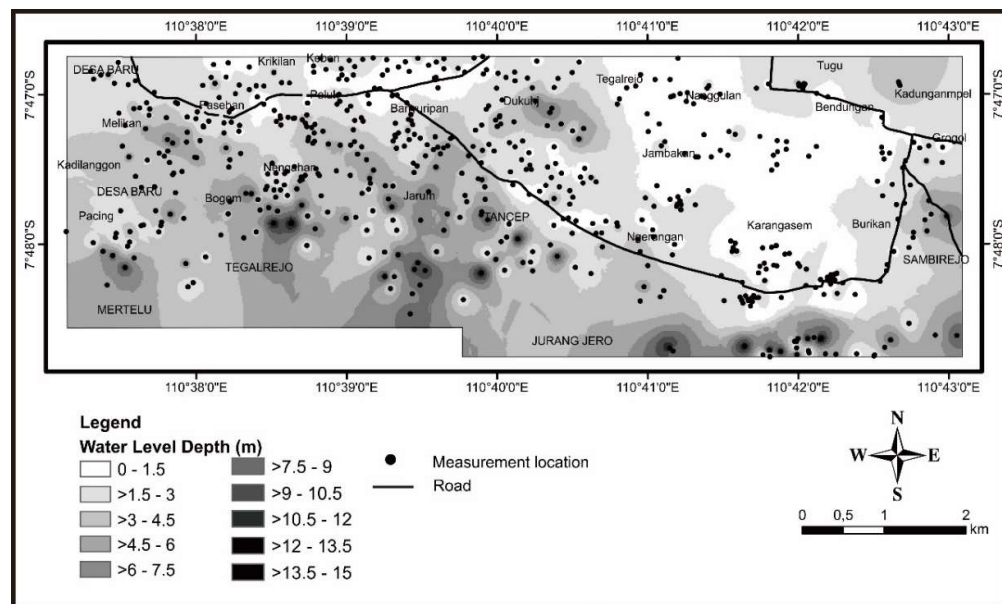 110°38'0"E 110°39'0"E 110°40'0"E 110°41'0"E 110°42'0"E 110°43'0"E
7°47'0"S
7°47'0"S
7°48'0"S
7°48'0"S
DESA BARU
Krikilan
Keban
Paseban
Melikan
Baryuripan
Dukuh
Tegalrejo
Nanggulan
Tugu
Bendungan
Kadunganmpel
Grogol
Kadilanggon
Nengahan
Jambakan
DESA BARU
Bogem
Jarum
Pacing
TANCEP
Ngerangan
Karangasem
Burikan
TEGALREJO
SAMBIREJO
MERTELU
JURANG JERO
110°38'0"E 110°39'0"E 110°40'0"E 110°41'0"E 110°42'0"E 110°43'0"E
Legend
Water Level Depth (m)
0 - 1.5
>1.5 - 3
>3 - 4.5
>4.5 - 6
>6 - 7.5
>7.5 - 9
>9 - 10.5
>10.5 - 12
>12 - 13.5
>13.5 - 15
Measurement location
Road
N
W E
S
0 0,5 1 2
km